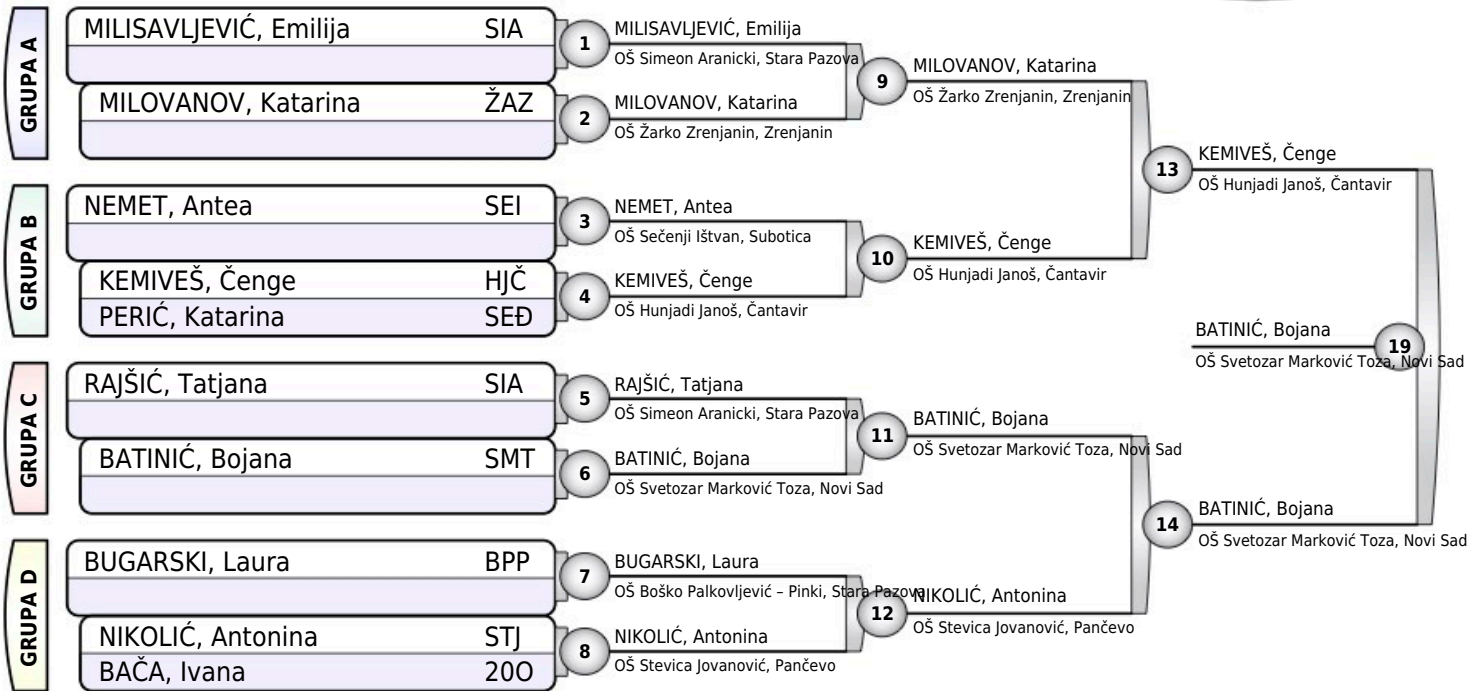 GRUPA A
MILISAVLJEVIĆ, Emilija SIA
MILOVANOV, Katarina ŽAZ
GRUPA B
NEMET, Antea SEI
KEMIVEŠ, Čenge HJČ
PERIĆ, Katarina SEĐ
GRUPA C
RAJŠIĆ, Tatjana SIA
BATINIĆ, Bojana SMT
GRUPA D
BUGARSKI, Laura BPP
NIKOLIĆ, Antonina STJ
BAČA, Ivana 20O
1
MILISAVLJEVIĆ, Emilija
OŠ Simeon Aranicki, Stara Pazova
2
MILOVANOV, Katarina
OŠ Žarko Zrenjanin, Zrenjanin
3
NEMET, Antea
OŠ Sečenji Ištvan, Subotica
4
KEMIVEŠ, Čenge
OŠ Hunjadi Janoš, Čantavir
5
RAJŠIĆ, Tatjana
OŠ Simeon Aranicki, Stara Pazova
6
BATINIĆ, Bojana
OŠ Svetozar Marković Toza, Novi Sad
7
BUGARSKI, Laura
OŠ Boško Palkovljević – Pinki, Stara Pazova
8
NIKOLIĆ, Antonina
OŠ Stevica Jovanović, Pančevo
9
MILOVANOV, Katarina
OŠ Žarko Zrenjanin, Zrenjanin
10
KEMIVEŠ, Čenge
OŠ Hunjadi Janoš, Čantavir
11
BATINIĆ, Bojana
OŠ Svetozar Marković Toza, Novi Sad
12
NIKOLIĆ, Antonina
OŠ Stevica Jovanović, Pančevo
13
KEMIVEŠ, Čenge
OŠ Hunjadi Janoš, Čantavir
14
BATINIĆ, Bojana
OŠ Svetozar Marković Toza, Novi Sad
19
BATINIĆ, Bojana
OŠ Svetozar Marković Toza, Novi Sad